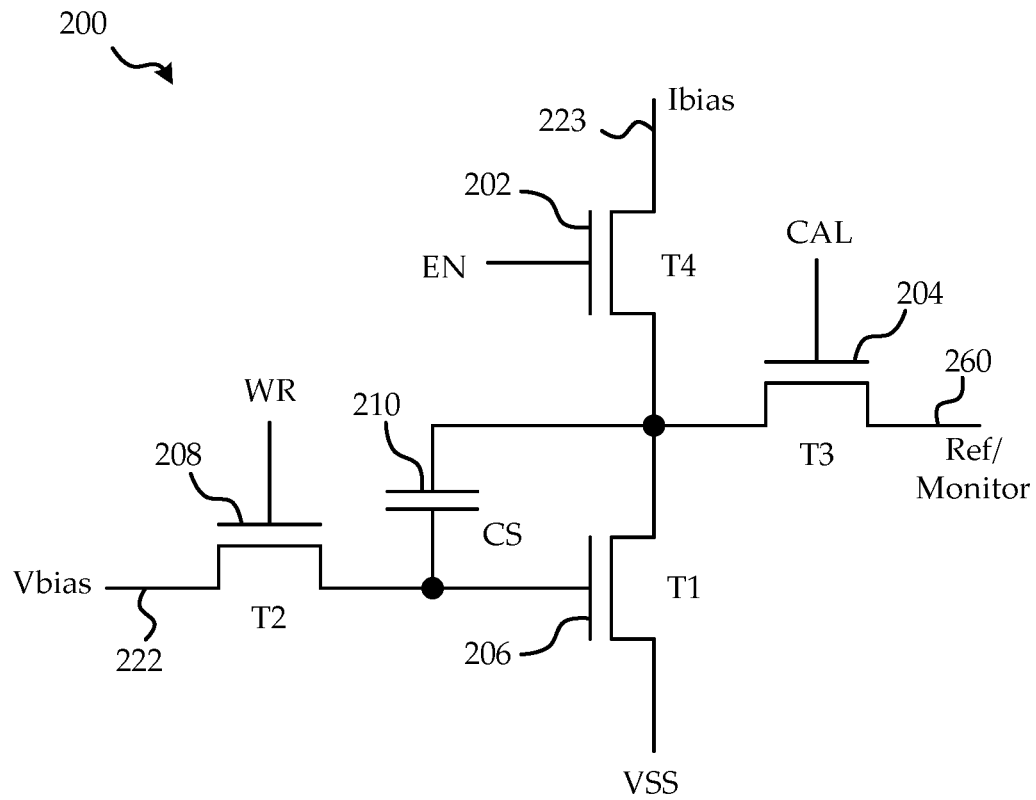 200
Ibias
223
202
CAL
EN
T4
204
260
WR
210
208
T3
Ref/
Monitor
CS
Vbias
T1
T2
206
222
VSS